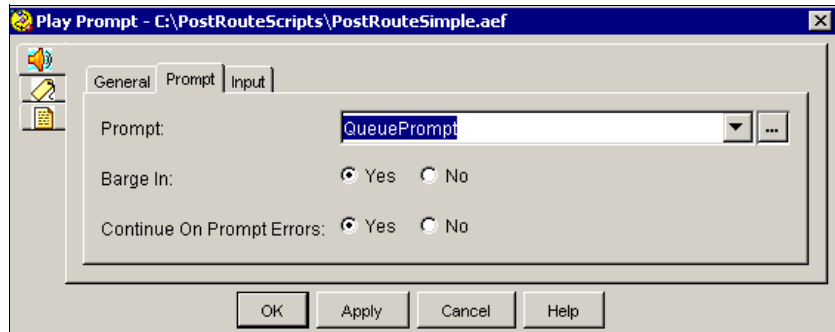 Play Prompt - C:\PostRouteScripts\PostRouteSimple.aef
General Prompt Input
Prompt: QueuePrompt ...
Barge In: Yes No
Continue On Prompt Errors: Yes No
OK Apply Cancel Help